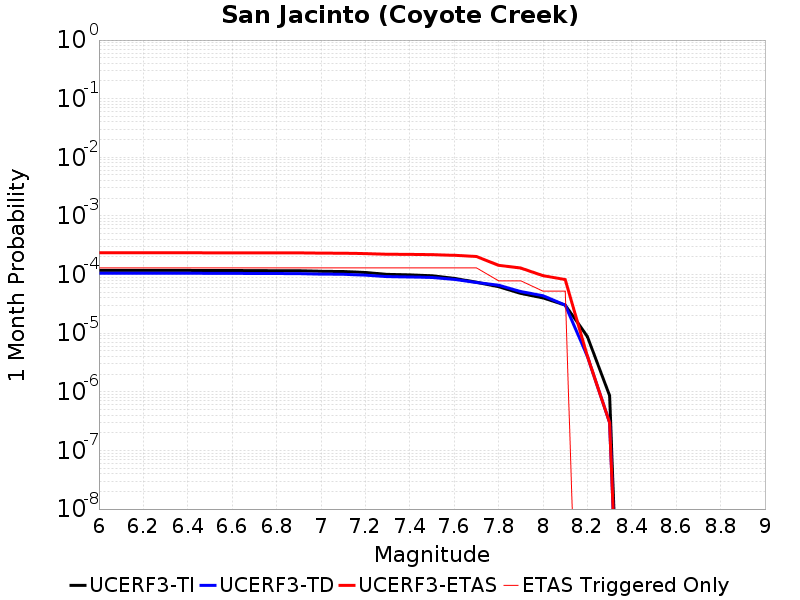 San Jacinto (Coyote Creek)
1 Month Probability
10^0
10^-1
10^-2
10^-3
10^-4
10^-5
10^-6
10^-7
10^-8
6 6.2 6.4 6.6 6.8 7 7.2 7.4 7.6 7.8 8 8.2 8.4 8.6 8.8 9
Magnitude
UCERF3-TI UCERF3-TD UCERF3-ETAS ETAS Triggered Only